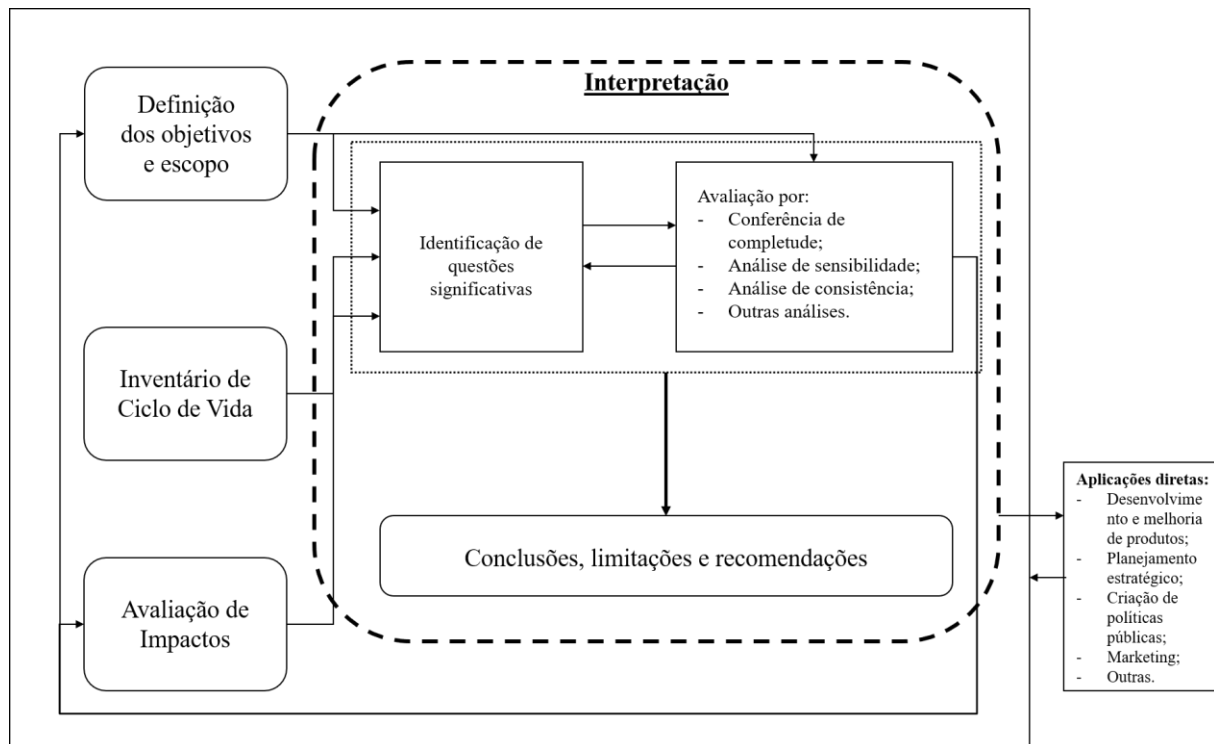 Interpretação
Definição
dos objetivos
e escopo
Identificação de
questões
significativas
Avaliação por:
- Conferência de
completude;
- Análise de sensibilidade;
- Análise de consistência;
- Outras análises.
Inventário de
Ciclo de Vida
Conclusões, limitações e recomendações
Avaliação de
Impactos
Aplicações diretas:
- Desenvolvime
nto e melhoria
de produtos;
- Planejamento
estratégico;
- Criação de
políticas
públicas;
- Marketing;
- Outras.